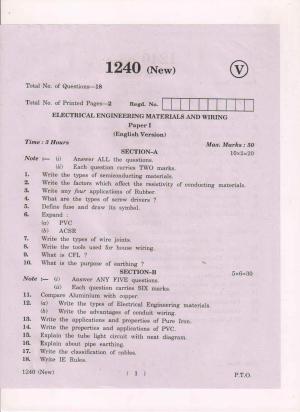 1240 (New)
V
Total No. of Questions—18
Total No. of Printed Pages—2 Regd. No.
ELECTRICAL ENGINEERING MATERIALS AND WIRING
Paper I
(English Version)
Time : 3 Hours Max. Marks : 50
SECTION-A 10×2=20
Note :- (i) Answer ALL the questions.
(ii) Each question carries TWO marks.
1. Write the types of semiconducting materials.
2. Write the factors which affect the resistivity of conducting materials.
3. Write any four applications of Rubber.
4. What are the types of screw drivers ?
5. Define fuse and draw its symbol.
6. Expand :
(a) PVC
(b) ACSR
7. Write the types of wire joints.
8. Write the tools used for house wiring.
9. What is CFL ?
10. What is the purpose of earthing ?
SECTION-B 5×6=30
Note :- (i) Answer ANY FIVE questions.
(ii) Each question carries SIX marks.
11. Compare Aluminium with copper.
12. (a) Write the types of Electrical Engineering materials
(b) Write the advantages of conduit wiring.
13. Write the applications and properties of Pure Iron.
14. Write the properties and applications of PVC.
15. Explain the tube light circuit with neat diagram.
16. Explain about pipe earthing.
17. Write the classification of cables.
18. Write IE Rules.
1240 (New) ( 1 ) P.T.O.